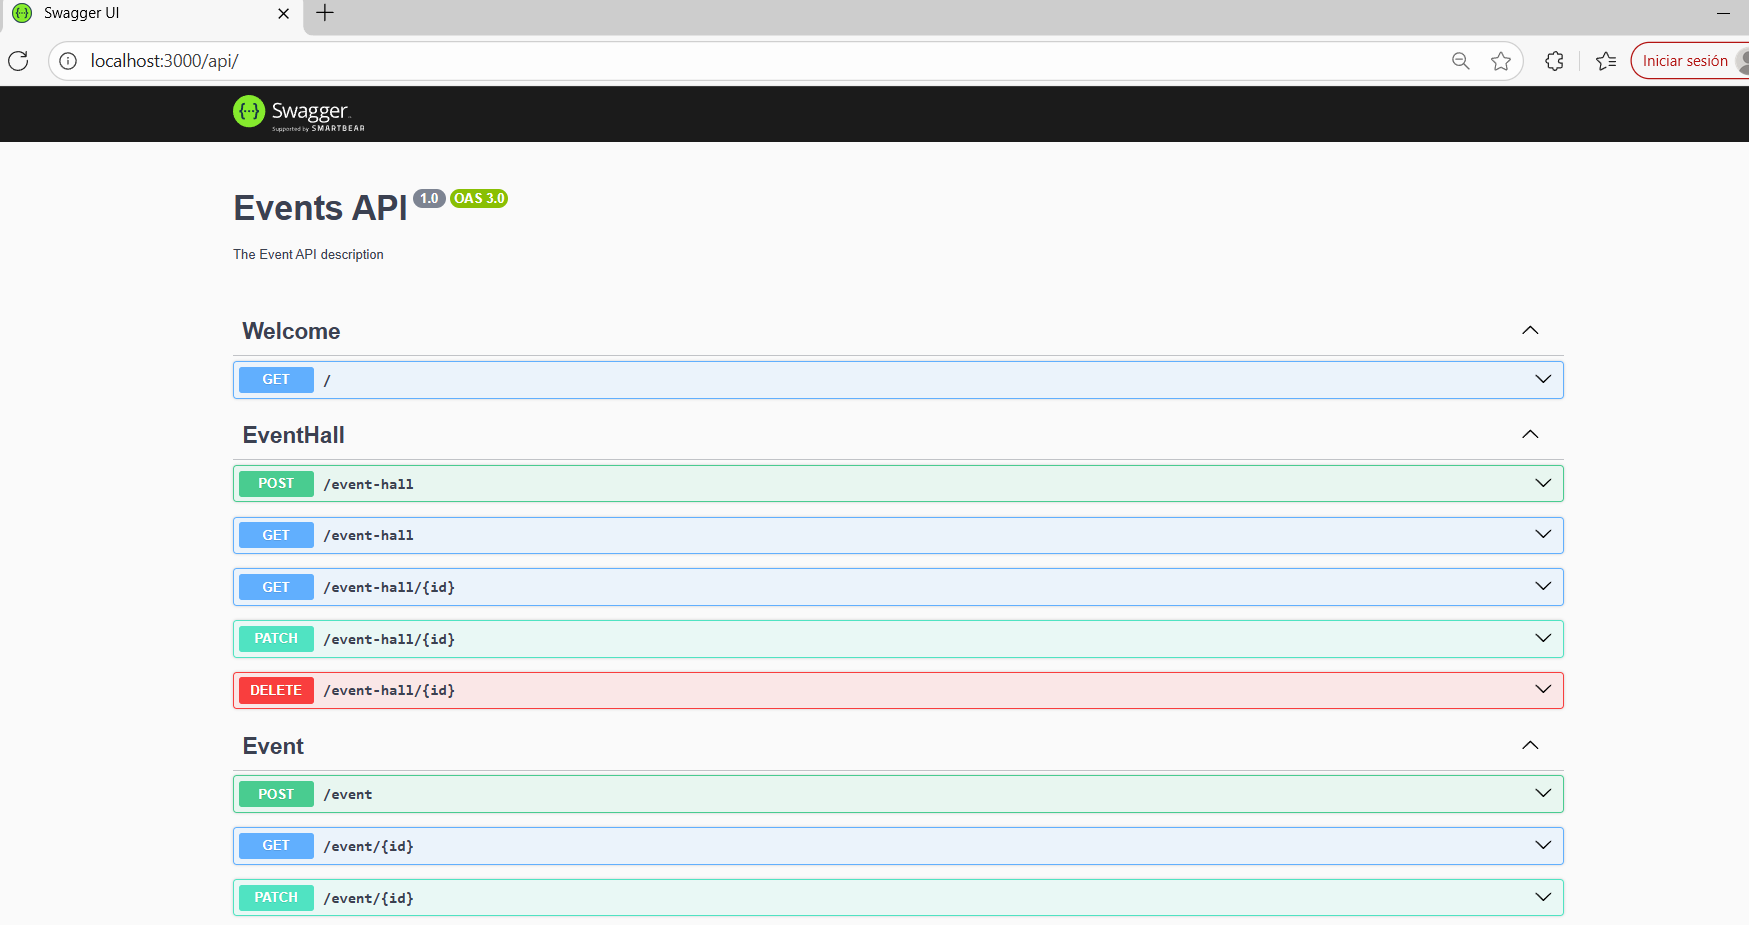 Swagger UI
localhost:3000/api/
Iniciar sesión
Swagger
Supported by SMARTBEAR
Events API 1.0 OAS 3.0
The Event API description
Welcome
GET /
EventHall
POST /event-hall
GET /event-hall
GET /event-hall/{id}
PATCH /event-hall/{id}
DELETE /event-hall/{id}
Event
POST /event
GET /event/{id}
PATCH /event/{id}